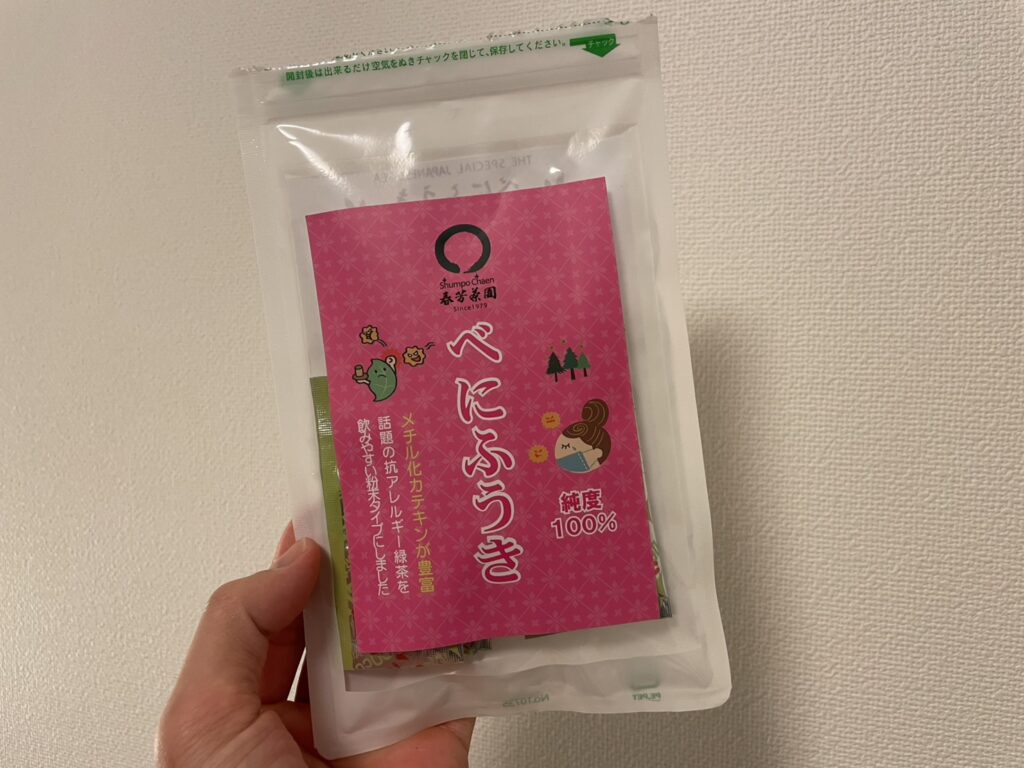 開封後は出来るだけ空気をぬきチャックを閉じて、保存してください。
チャック
THE SPECIAL JAPANESE TEA
Shumpo Chaen
春芳茶園
Since1979
べにふうき
純度
100%
メチル化カテキンが豊富
話題の抗アレルギー緑茶を
飲みやすい粉末タイプにしました
PE,PET
No.10735